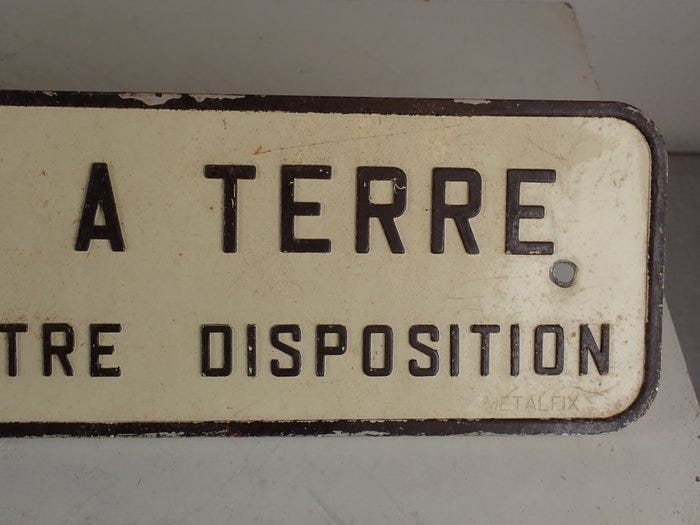 A TERRE
TRE DISPOSITION
METALFIX